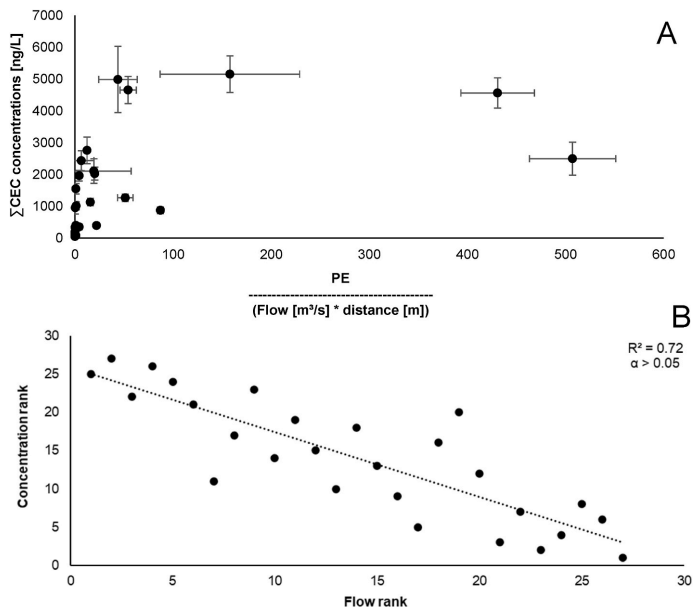 A
∑CEC concentrations [ng/L]
7000
6000
5000
4000
3000
2000
1000
0
0 100 200 300 400 500 600
PE
--------------------------------------------
(Flow [m³/s] * distance [m])
B
R² = 0.72
α > 0.05
Concentration rank
30
25
20
15
10
5
0
0 5 10 15 20 25 30
Flow rank